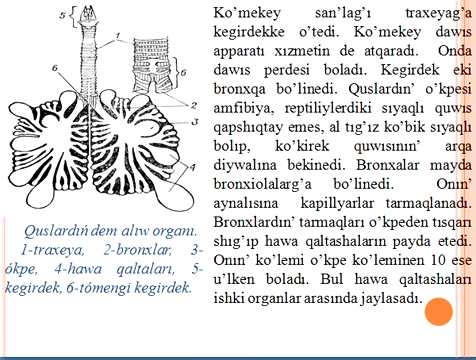 5
1
6
6
2
3
4
Quslardıń dem alıw organı.
1-traxeya, 2-bronxlar, 3-
ókpe, 4-hawa qaltaları, 5-
kegirdek, 6-tómengi kegirdek.
Ko’mekey san’lag’ı traxeyag’a
kegirdekke o’tedi. Ko’mekey dawıs
apparatı xızmetin de atqaradı. Onda
dawıs perdesi boladı. Kegirdek eki
bronxqa bo’linedi. Quslardın’ o’kpesi
amfibiya, reptiliylerdiki sıyaqlı quwıs
qapshıqtay emes, al tıg’ız ko’bik sıyaqlı
bolıp, ko’kirek quwısının’ arqa
diywalına bekinedi. Bronxalar mayda
bronxiolalarg’a bo’linedi. Onın’
aynalısına kapillyarlar tarmaqlanadı.
Bronxlardın’ tarmaqları o’kpeden tısqarı
shıg’ıp hawa qaltashaların payda etedi.
Onın’ ko’lemi o’kpe ko’leminen 10 ese
u’lken boladı. Bul hawa qaltashaları
ishki organlar arasında jaylasadı.